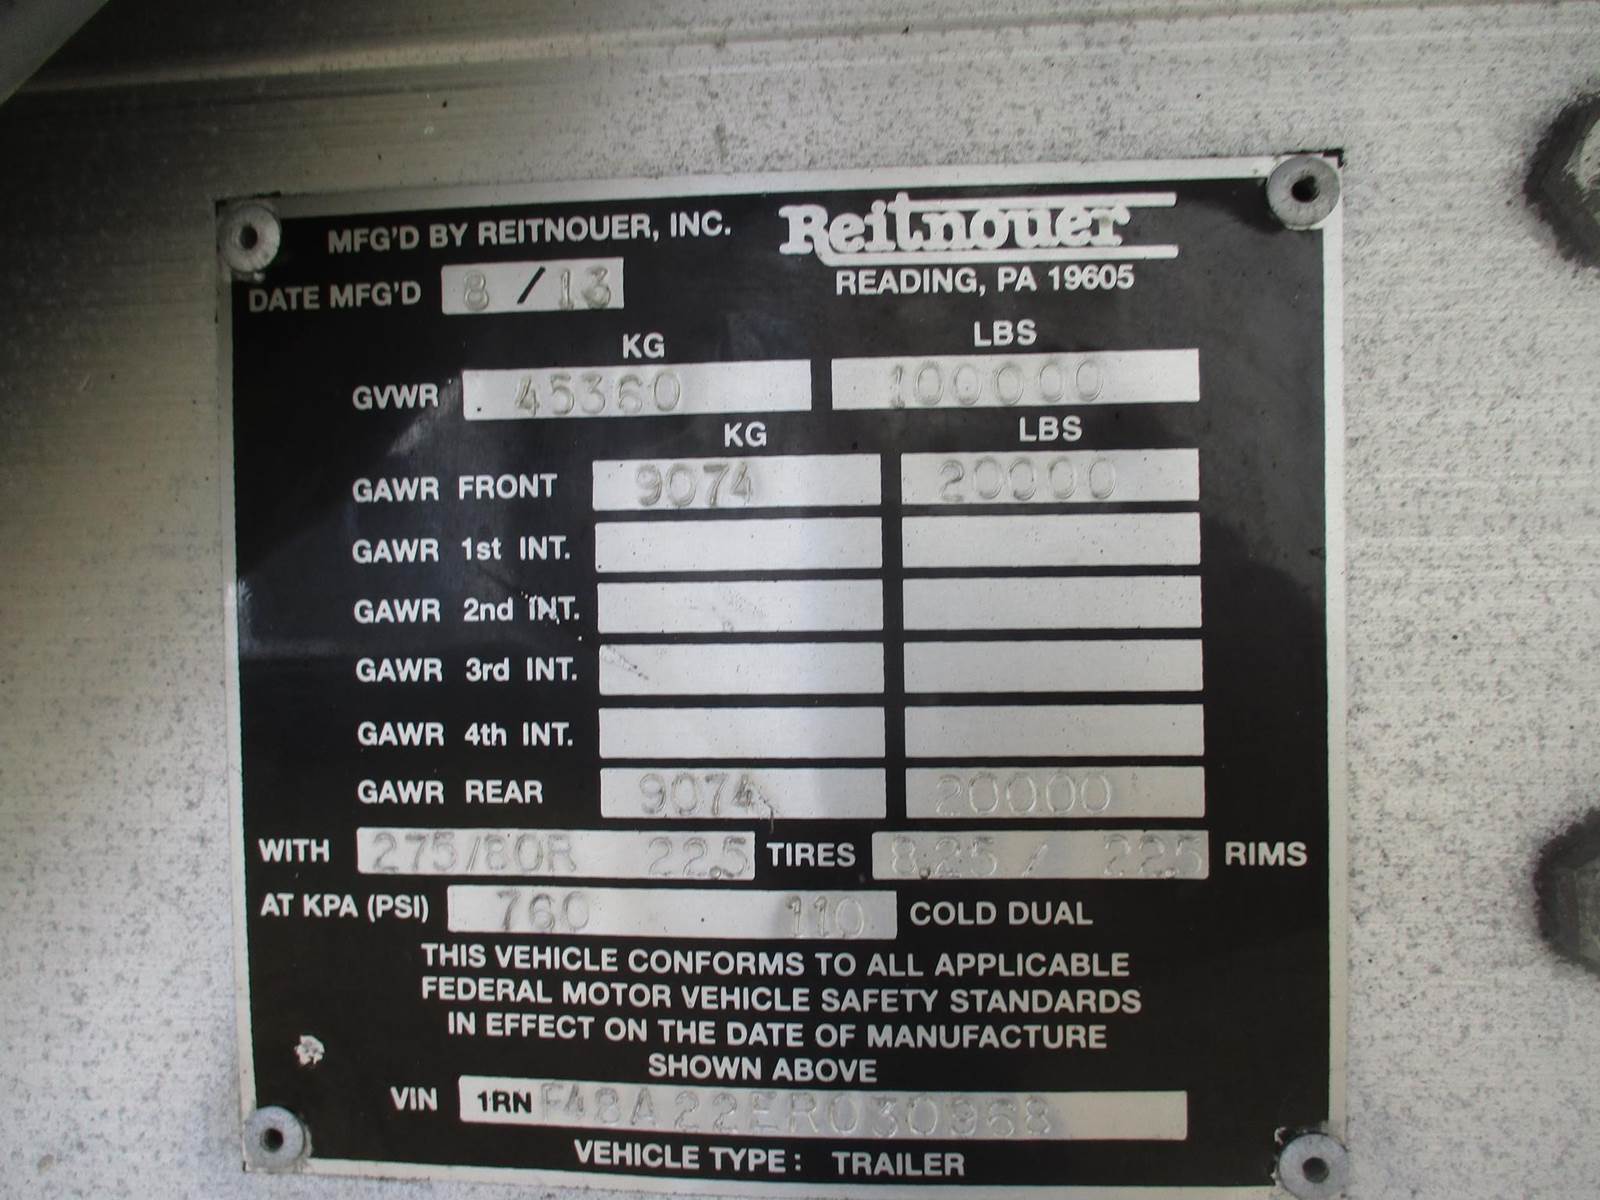 MFG'D BY REITNOUER, INC. Reitnouer
DATE MFG'D 8 / 13 READING, PA 19605
KG LBS
GVWR 45360 100000
KG LBS
GAWR FRONT 9074 20000
GAWR 1st INT.
GAWR 2nd INT.
GAWR 3rd INT.
GAWR 4th INT.
GAWR REAR 9074 20000
WITH 275/80R 22.5 TIRES 8.25 / 22.5 RIMS
AT KPA (PSI) 760 110 COLD DUAL
THIS VEHICLE CONFORMS TO ALL APPLICABLE
FEDERAL MOTOR VEHICLE SAFETY STANDARDS
IN EFFECT ON THE DATE OF MANUFACTURE
SHOWN ABOVE
VIN 1RNF48A22ER030968
VEHICLE TYPE: TRAILER